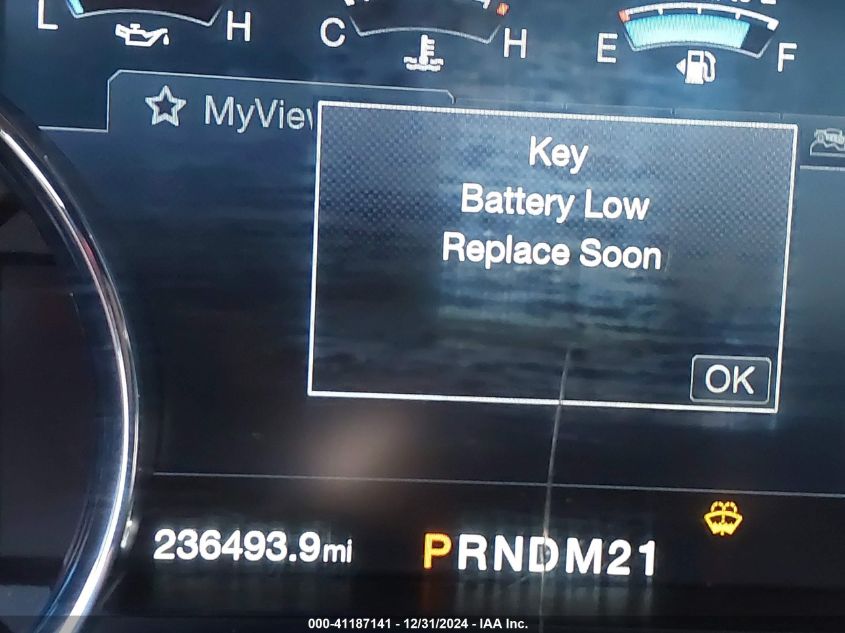 L H C H E F
MyView
Key
Battery Low
Replace Soon
OK
236493.9mi PRNDM21
000-41187141 - 12/31/2024 - IAA Inc.